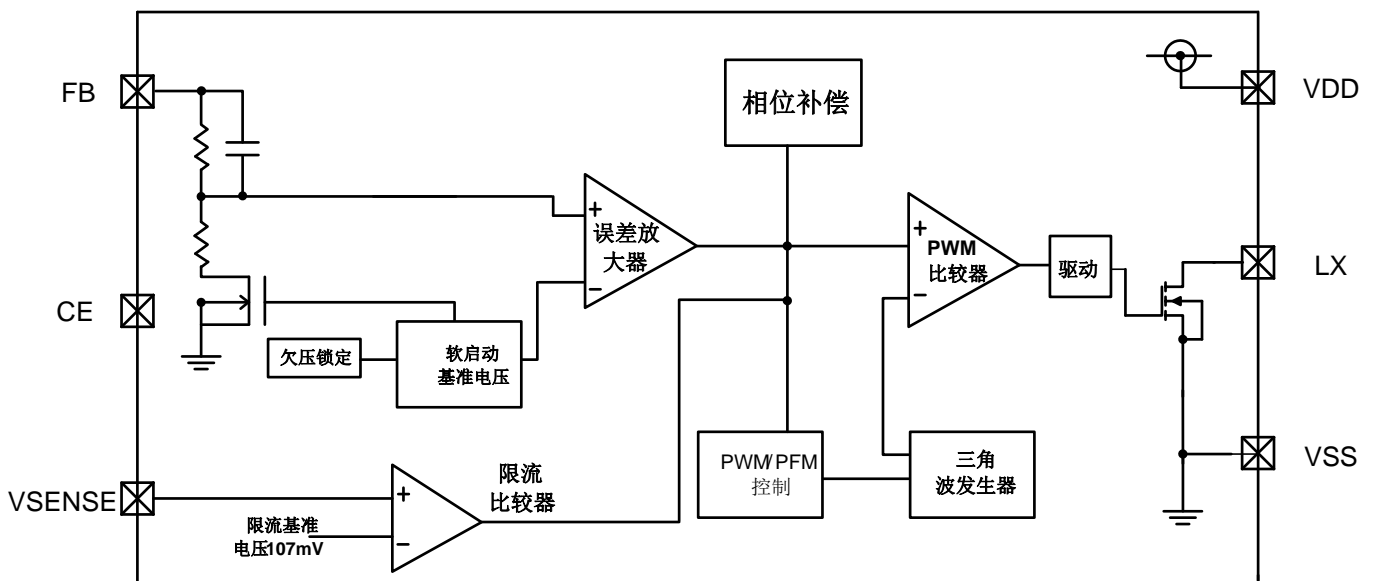 FB
相位补偿
VDD
+
误差放
大器
−
+
PWM
比较器
−
驱动
LX
CE
欠压锁定
软启动
基准电压
VSENSE
+
−
限流
比较器
限流基准
电压107mV
PWM/PFM
控制
三角
波发生器
VSS